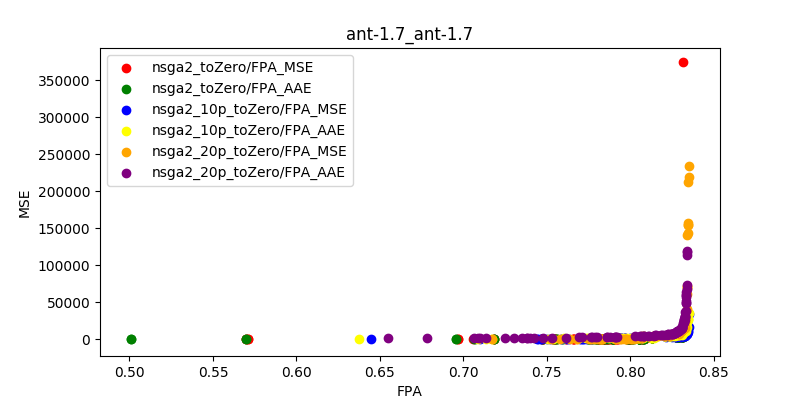 ant-1.7_ant-1.7
nsga2_toZero/FPA_MSE
nsga2_toZero/FPA_AAE
nsga2_10p_toZero/FPA_MSE
nsga2_10p_toZero/FPA_AAE
nsga2_20p_toZero/FPA_MSE
nsga2_20p_toZero/FPA_AAE
MSE
350000
300000
250000
200000
150000
100000
50000
0
0.50 0.55 0.60 0.65 0.70 0.75 0.80 0.85
FPA